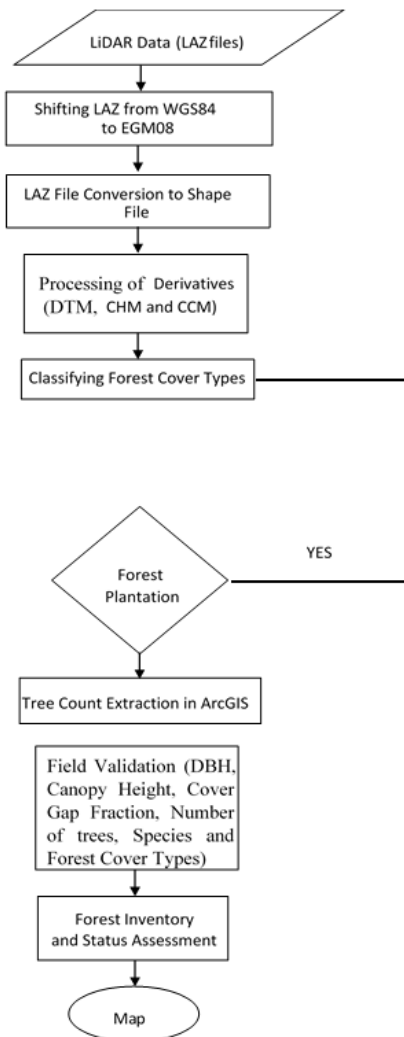 LiDAR Data (LAZ files)
Shifting LAZ from WGS84
to EGM08
LAZ File Conversion to Shape
File
Processing of Derivatives
(DTM, CHM and CCM)
Classifying Forest Cover Types
YES
Forest
Plantation
Tree Count Extraction in ArcGIS
Field Validation (DBH,
Canopy Height, Cover
Gap Fraction, Number
of trees, Species and
Forest Cover Types)
Forest Inventory
and Status Assessment
Map